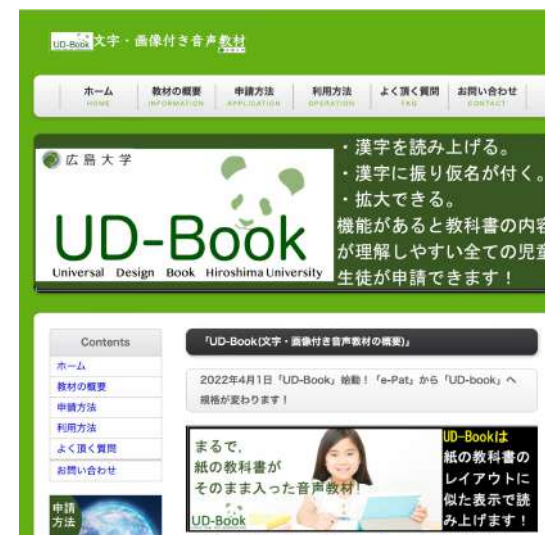 UD-Book文字・画像付き音声教材
ホーム
HOME
教材の概要
INFORMATION
申請方法
APPLICATION
利用方法
OPERATION
よく頂く質問
FAQ
お問い合わせ
CONTACT
広島大学
UD-Book
Universal Design Book Hiroshima University
・漢字を読み上げる。
・漢字に振り仮名が付く。
・拡大できる。
機能があると教科書の内容
が理解しやすい全ての児童
生徒が申請できます！
Contents
ホーム
教材の概要
申請方法
利用方法
よく頂く質問
お問い合わせ
申請
方法
「UD-Book(文字・画像付き音声教材の概要)」
2022年4月1日「UD-Book」始動！「e-Pat」から「UD-book」へ
規格が変わります！
まるで、
紙の教科書が
そのまま入った音声教材!
UD-Book
UD-Bookは
紙の教科書の
レイアウトに
似た表示で読
み上げます！